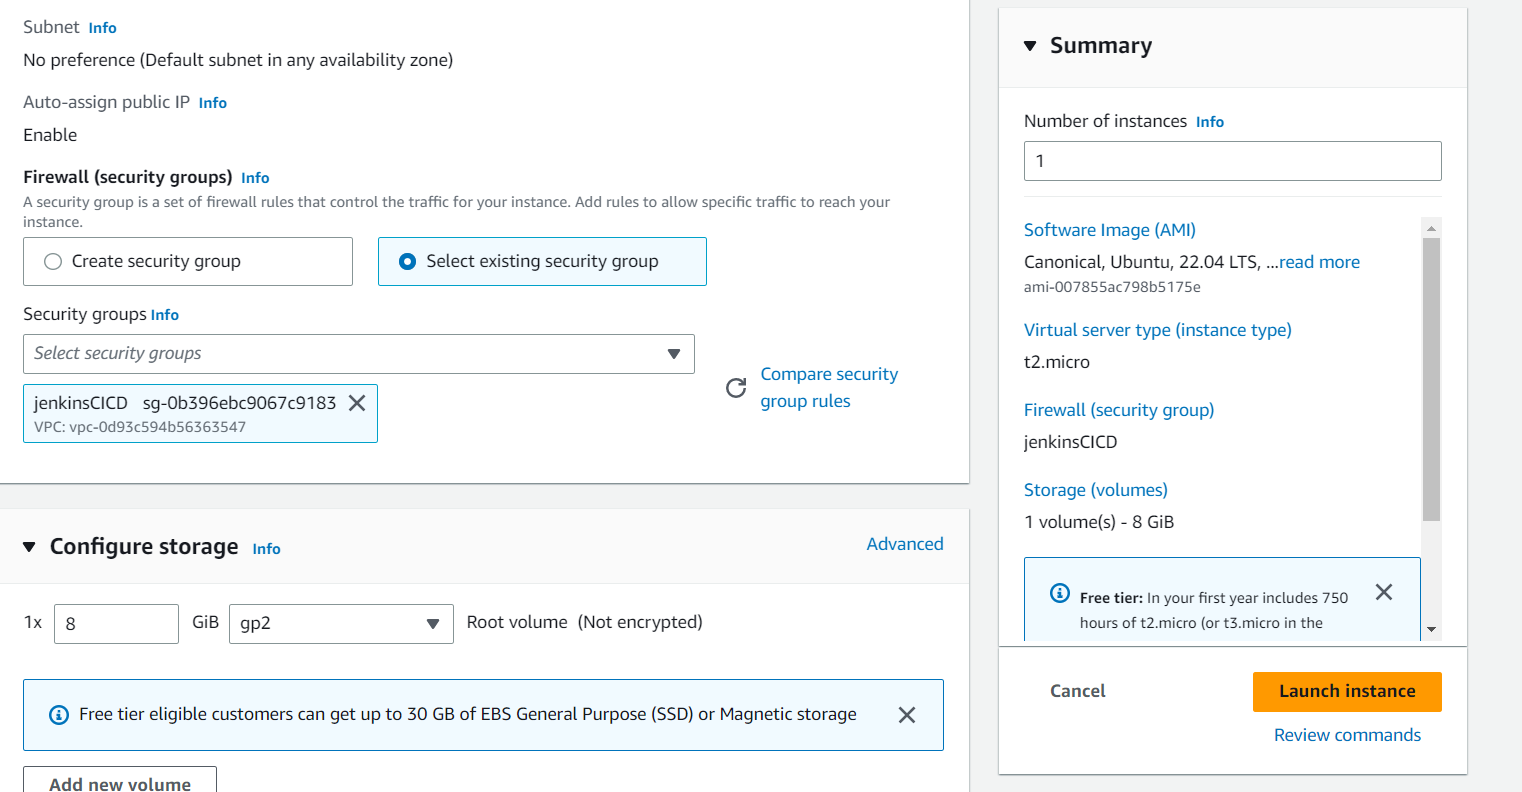 Subnet Info
No preference (Default subnet in any availability zone)
Auto-assign public IP Info
Enable
Firewall (security groups) Info
A security group is a set of firewall rules that control the traffic for your instance. Add rules to allow specific traffic to reach your
instance.
Create security group
Select existing security group
Security groups Info
Select security groups
Compare security
group rules
jenkinsCICD sg-0b396ebc9067c9183
VPC: vpc-0d93c594b56363547
Configure storage Info
Advanced
1x 8 GiB gp2 Root volume (Not encrypted)
Free tier eligible customers can get up to 30 GB of EBS General Purpose (SSD) or Magnetic storage
Add new volume
Summary
Number of instances Info
1
Software Image (AMI)
Canonical, Ubuntu, 22.04 LTS, ...read more
ami-007855ac798b5175e
Virtual server type (instance type)
t2.micro
Firewall (security group)
jenkinsCICD
Storage (volumes)
1 volume(s) - 8 GiB
Free tier: In your first year includes 750
hours of t2.micro (or t3.micro in the
Cancel
Launch instance
Review commands